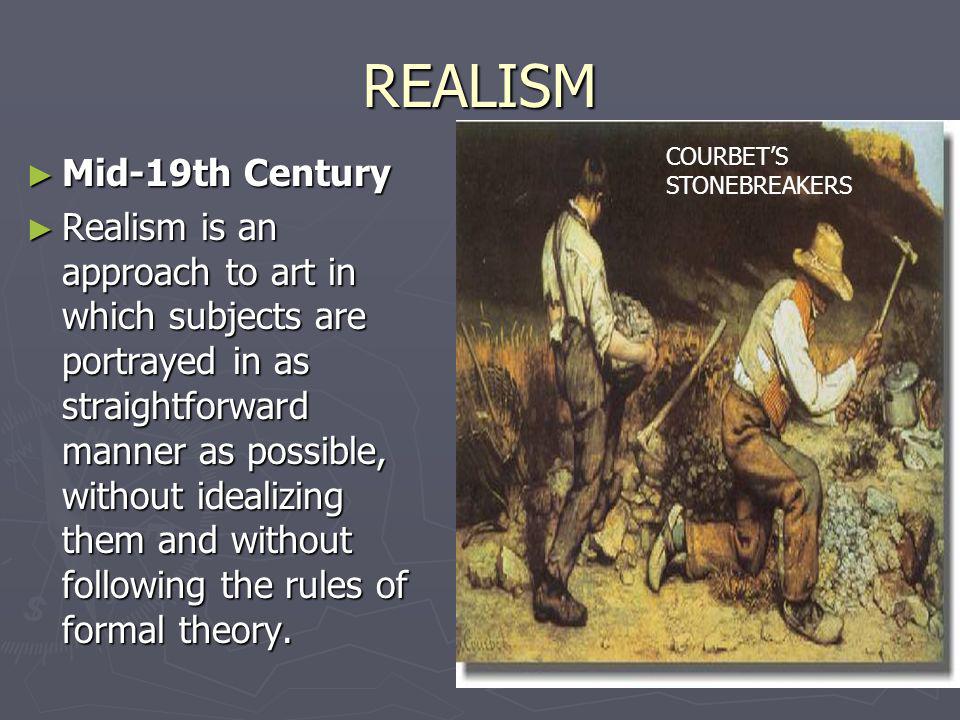 REALISM
► Mid-19th Century
► Realism is an
approach to art in
which subjects are
portrayed in as
straightforward
manner as possible,
without idealizing
them and without
following the rules of
formal theory.
COURBET’S
STONEBREAKERS